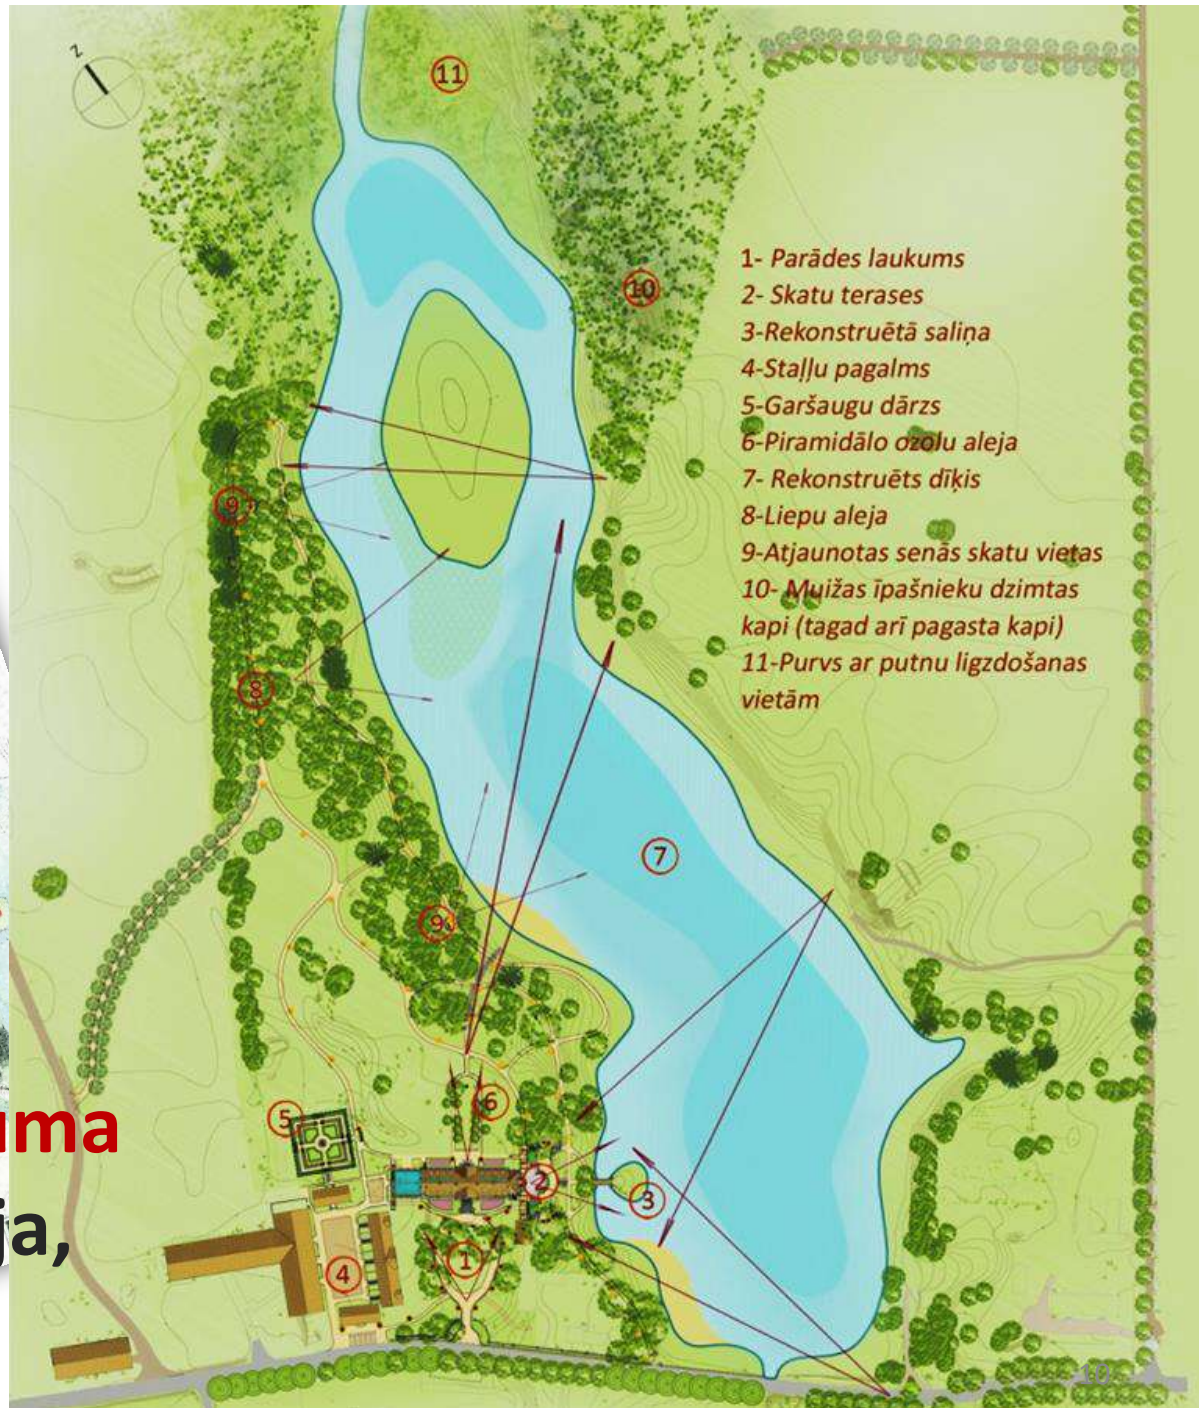 Z
11
10
1- Parādes laukums
2- Skatu terases
3-Rekonstruētā saliņa
4-Staļļu pagalms
5-Garšaugu dārzs
6-Piramidālo ozolu aleja
7- Rekonstruēts dīķis
8-Liepu aleja
9-Atjaunotas senās skatu vietas
10- Muižas īpašnieku dzimtas
kapi (tagad arī pagasta kapi)
11-Purvs ar putnu ligzdošanas
vietām
9
8
7
9
6
5
2
3
1
4
ja,